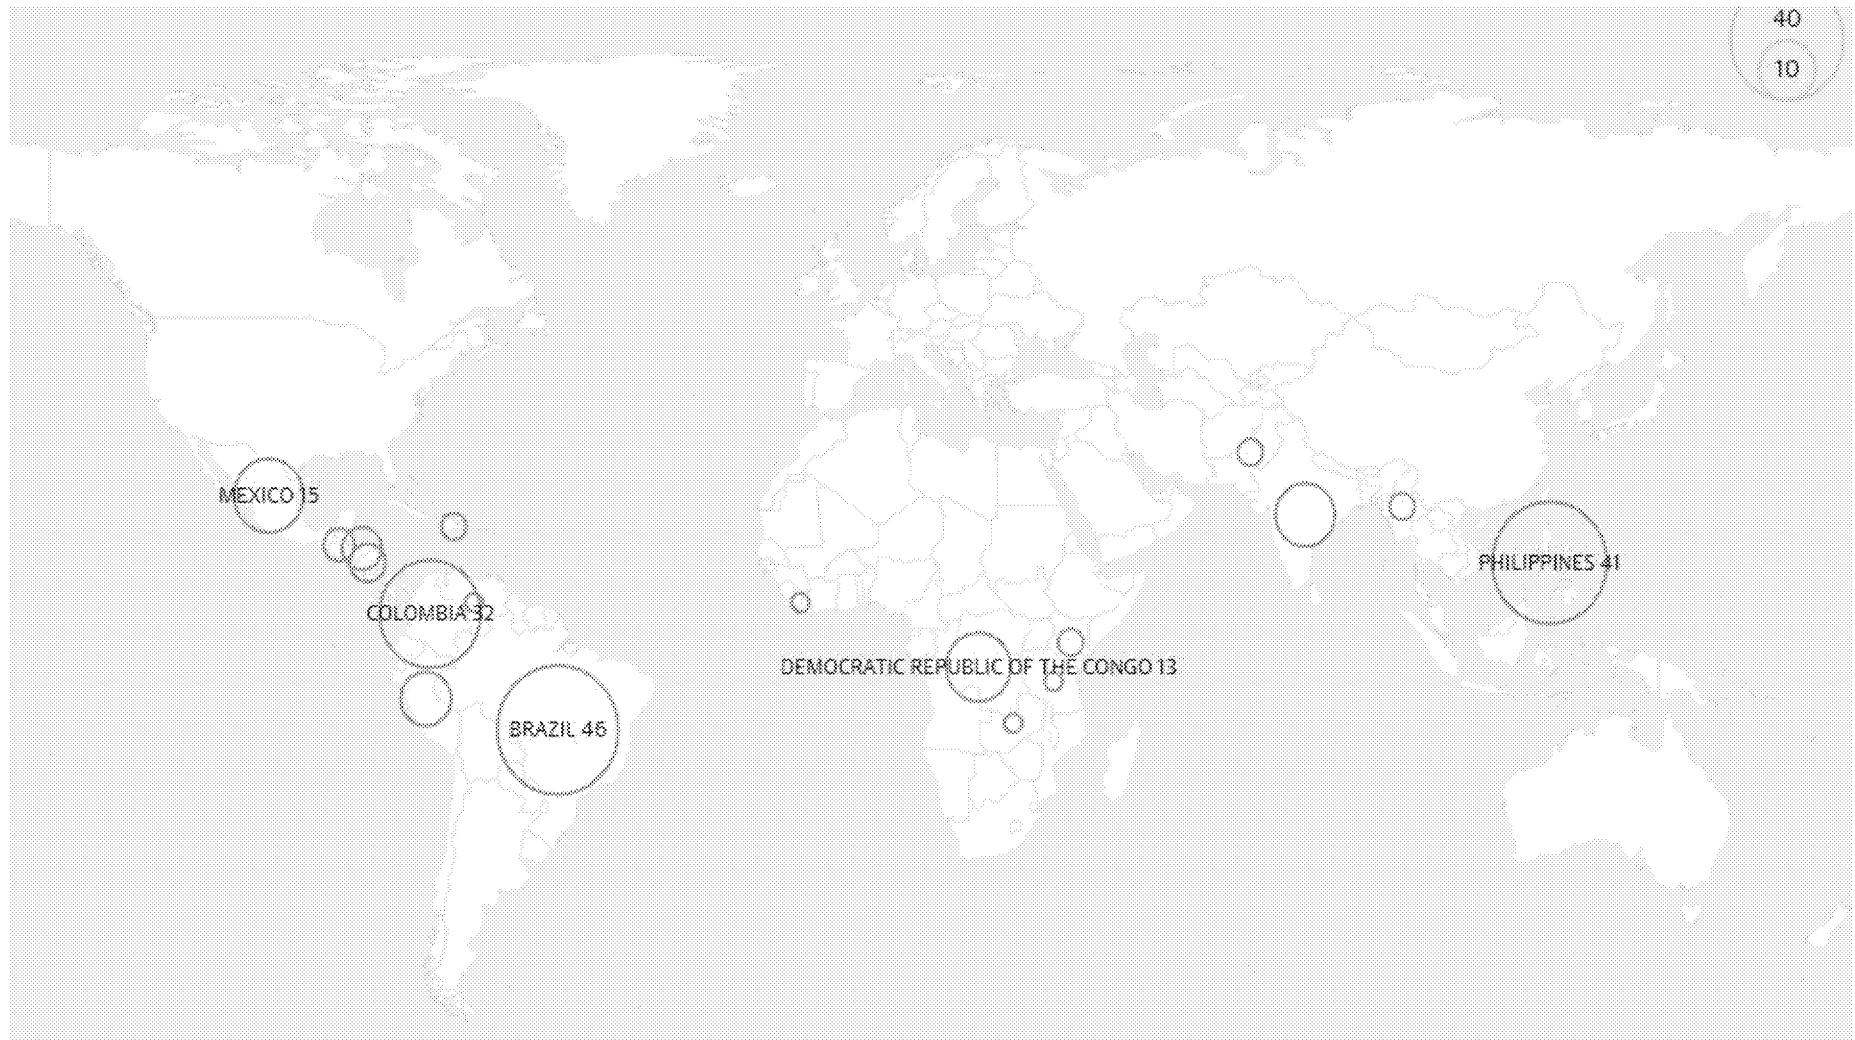 40
10
MEXICO 15
PHILIPPINES 41
COLOMBIA 32
DEMOCRATIC REPUBLIC OF THE CONGO 13
BRAZIL 46